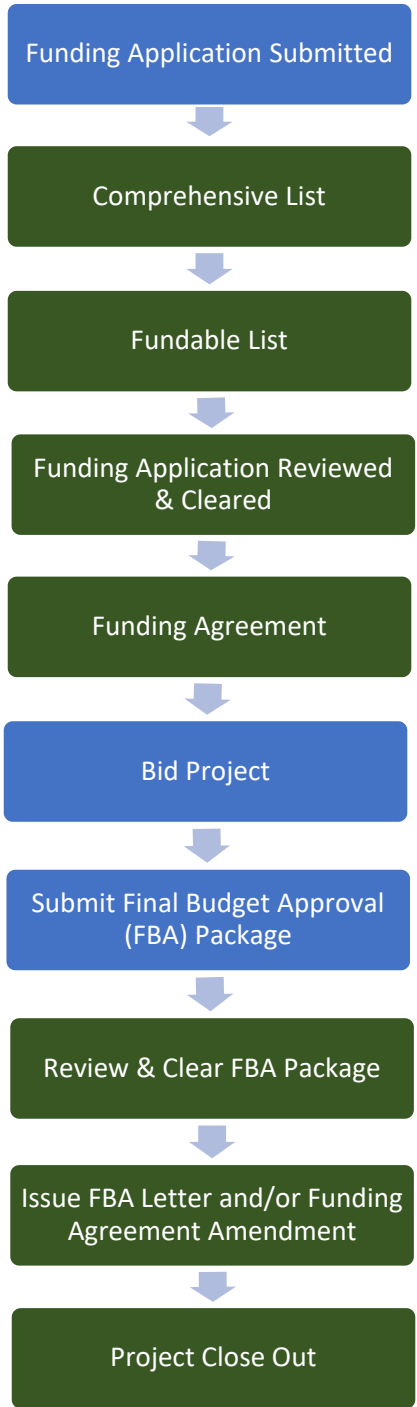 Funding Application Submitted
Comprehensive List
Fundable List
Funding Application Reviewed
& Cleared
Funding Agreement
Bid Project
Submit Final Budget Approval
(FBA) Package
Review & Clear FBA Package
Issue FBA Letter and/or Funding
Agreement Amendment
Project Close Out